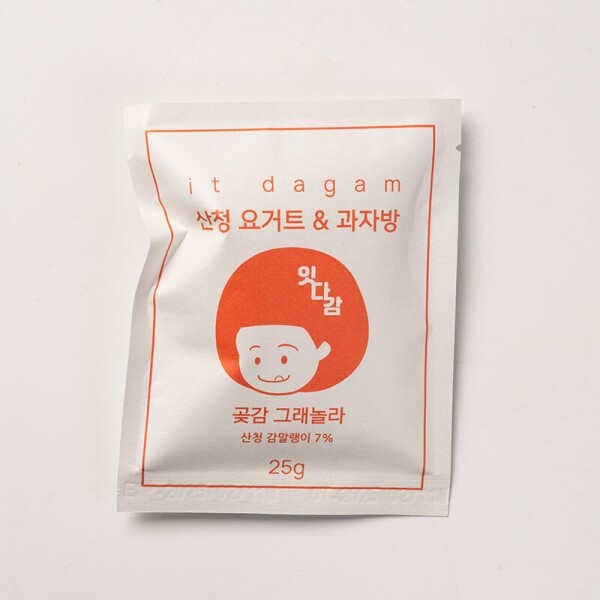 it dagam
산청 요거트 & 과자방
잇다감
곶감 그래놀라
산청 감말랭이 7%
25g